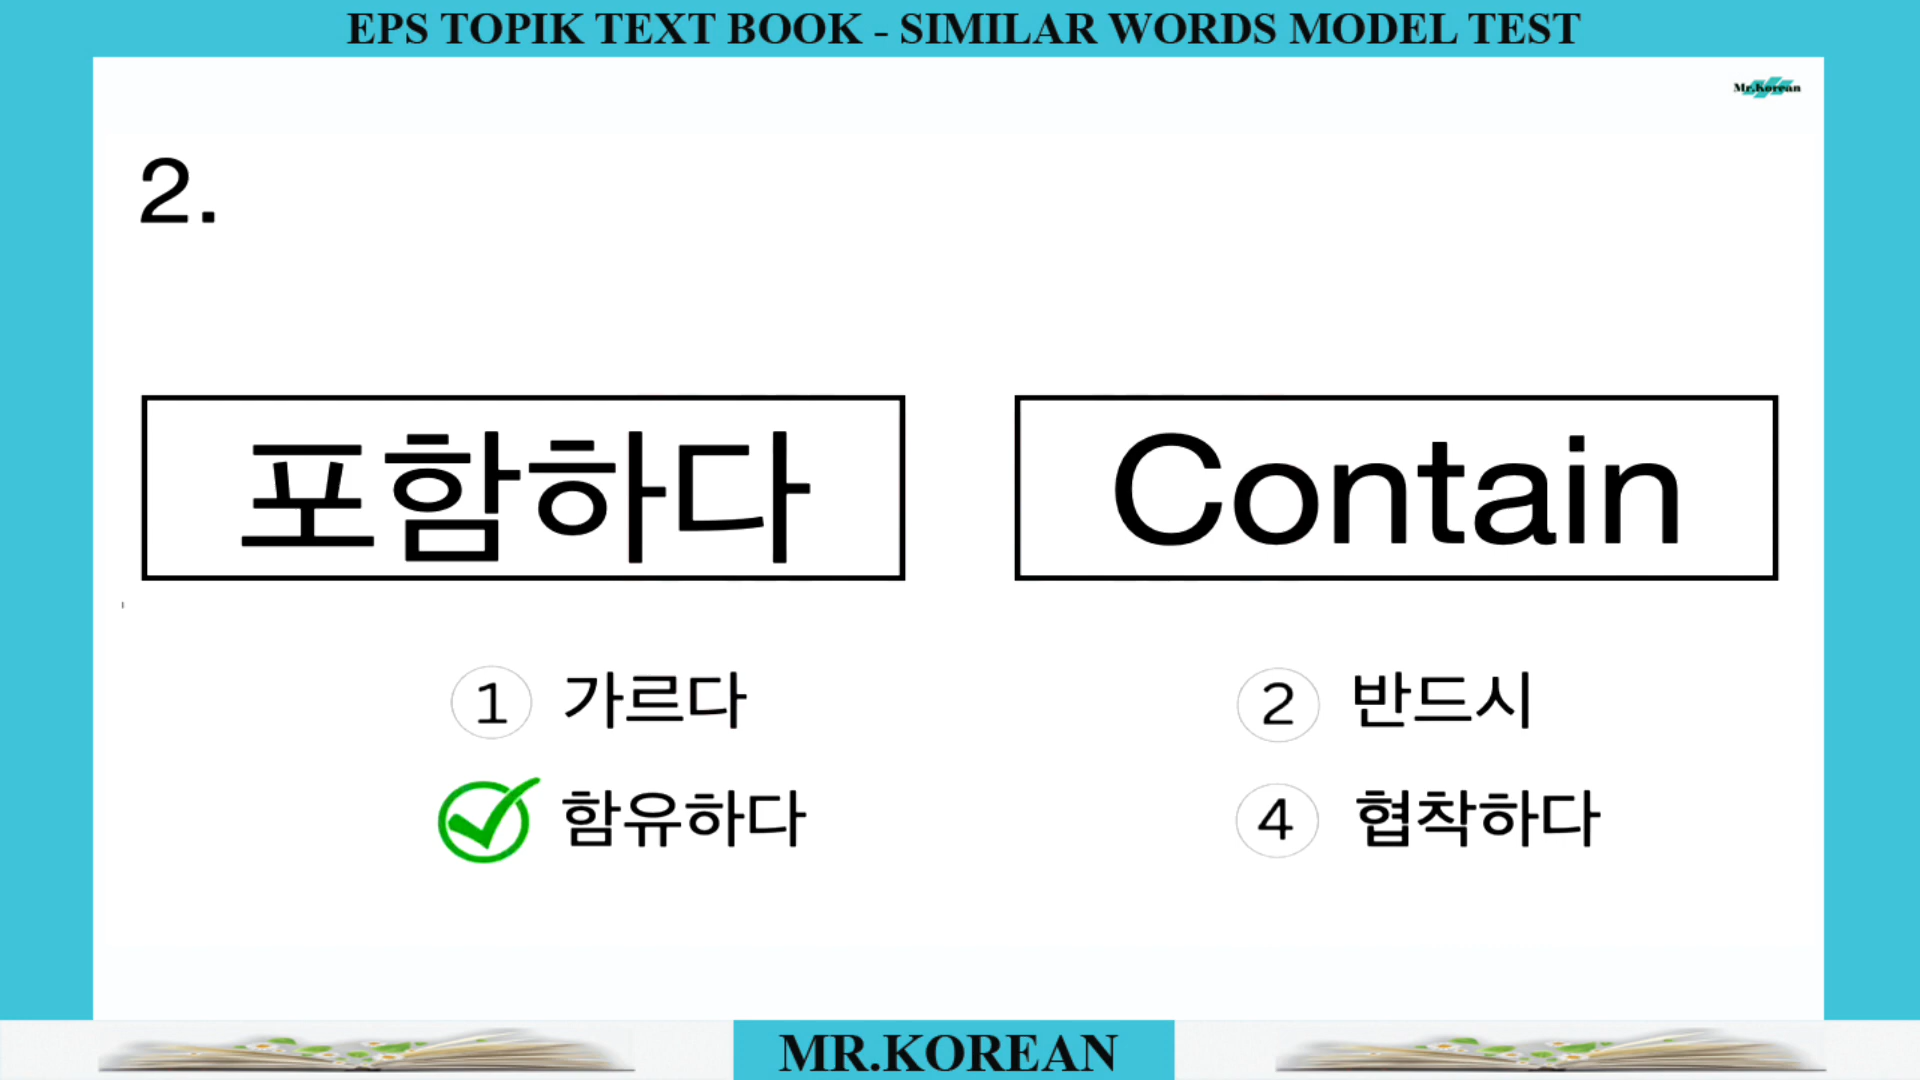 EPS TOPIK TEXT BOOK - SIMILAR WORDS MODEL TEST
Mr.Korean
2.
포함하다
Contain
1 가르다
2 반드시
함유하다
4 협착하다
MR.KOREAN